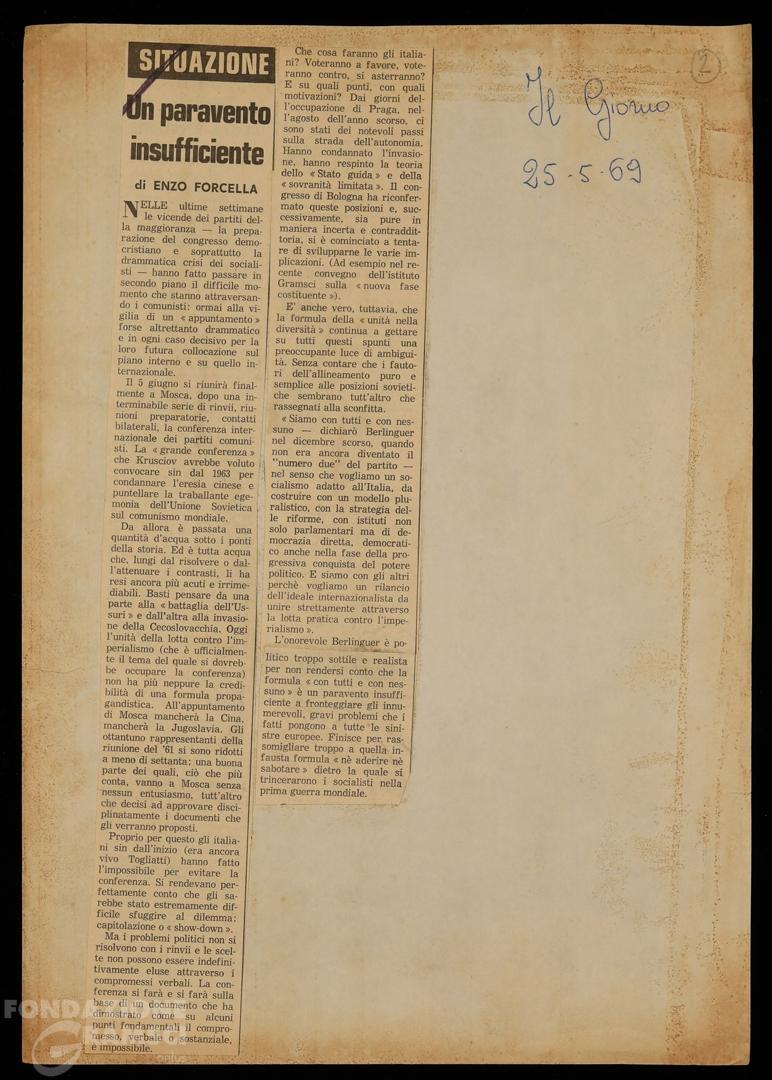 SITUAZIONE
Un paravento
insufficiente
di ENZO FORCELLA
NELLE ultime settimane
le vicende dei partiti del-
la maggioranza — la prepa-
razione del congresso demo-
cristiano e soprattutto la
drammatica crisi dei sociali-
sti — hanno fatto passare in
secondo piano il difficile mo-
mento che stanno attraversan-
do i comunisti: ormai alla vi-
gilia di un « appuntamento »
forse altrettanto drammatico
e in ogni caso decisivo per la
loro futura collocazione sul
piano interno e su quello in-
ternazionale.
Il 5 giugno si riunirà final-
mente a Mosca, dopo una in-
terminabile serie di rinvii, riu-
nioni preparatorie, contatti
bilaterali, la conferenza inter-
nazionale dei partiti comuni-
sti. La « grande conferenza »
che Krusciov avrebbe voluto
convocare sin dal 1963 per
condannare l'eresia cinese e
puntellare la traballante ege-
monia dell'Unione Sovietica
sul comunismo mondiale.
Da allora è passata una
quantità d'acqua sotto i ponti
della storia. Ed è tutta acqua
che, lungi dal risolvere o dal-
l'attenuare i contrasti, li ha
resi ancora più acuti e irrime-
diabili. Basti pensare da una
parte alla « battaglia dell'Us-
suri » e dall'altra alla invasio-
ne della Cecoslovacchia. Oggi
l'unità della lotta contro l'im-
perialismo (che è ufficialmen-
te il tema del quale si dovreb-
be occupare la conferenza)
non ha più neppure la credi-
bilità di una formula propa-
gandistica. All'appuntamento
di Mosca mancherà la Cina,
mancherà la Jugoslavia. Gli
ottantuno rappresentanti della
riunione del '61 si sono ridotti
a meno di settanta; una buona
parte dei quali, ciò che più
conta, vanno a Mosca senza
nessun entusiasmo, tutt'altro
che decisi ad approvare disci-
plinatamente i documenti che
gli verranno proposti.
Proprio per questo gli italia-
ni sin dall'inizio (era ancora
vivo Togliatti) hanno fatto
l'impossibile per evitare la
conferenza. Si rendevano per-
fettamente conto che gli sa-
rebbe stato estremamente dif-
ficile sfuggire al dilemma:
capitolazione o « show-down ».
Ma i problemi politici non si
risolvono con i rinvii e le scel-
te non possono essere indefini-
tivamente eluse attraverso i
compromessi verbali. La con-
ferenza si farà e si farà sulla
base di un documento che ha
dimostrato come su alcuni
punti fondamentali il compro-
messo, verbale o sostanziale,
è impossibile.
Che cosa faranno gli italia-
ni? Voteranno a favore, vote-
ranno contro, si asterranno?
E su quali punti, con quali
motivazioni? Dai giorni del-
l'occupazione di Praga, nel-
l'agosto dell'anno scorso, ci
sono stati dei notevoli passi
sulla strada dell'autonomia.
Hanno condannato l'invasio-
ne, hanno respinto la teoria
dello « Stato guida » e della
« sovranità limitata ». Il con-
gresso di Bologna ha riconfer-
mato queste posizioni e, suc-
cessivamente, sia pure in
maniera incerta e contraddit-
toria, si è cominciato a tenta-
re di svilupparne le varie im-
plicazioni. (Ad esempio nel re-
cente convegno dell'istituto
Gramsci sulla « nuova fase
costituente »).
E' anche vero, tuttavia, che
la formula della « unità nella
diversità » continua a gettare
su tutti questi spunti una
preoccupante luce di ambigui-
tà. Senza contare che i fauto-
ri dell'allineamento puro e
semplice alle posizioni sovieti-
che sembrano tutt'altro che
rassegnati alla sconfitta.
« Siamo con tutti e con nes-
suno — dichiarò Berlinguer
nel dicembre scorso, quando
non era ancora diventato il
"numero due" del partito —
nel senso che vogliamo un so-
cialismo adatto all'Italia, da
costruire con un modello plu-
ralistico, con la strategia del-
le riforme, con istituti non
solo parlamentari ma di de-
mocrazia diretta, democrati-
co anche nella fase della pro-
gressiva conquista del potere
politico. E siamo con gli altri
perchè vogliamo un rilancio
dell'ideale internazionalista da
unire strettamente attraverso
la lotta pratica contro l'impe-
rialismo ».
L'onorevole Berlinguer è po-
litico troppo sottile e realista
per non rendersi conto che la
formula « con tutti e con nes-
suno » è un paravento insuffi-
ciente a fronteggiare gli innu-
merevoli, gravi problemi che i
fatti pongono a tutte le sini-
stre europee. Finisce per ras-
somigliare troppo a quella in-
fausta formula « nè aderire nè
sabotare » dietro la quale si
trincerarono i socialisti nella
prima guerra mondiale.
Il Giorno
25.5.69
2